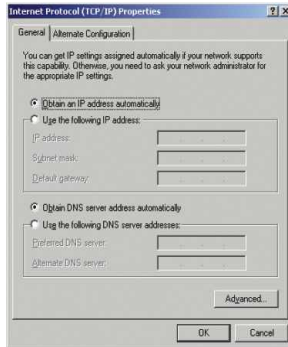 Internet Protocol (TCP/IP) Properties
General
Alternate Configuration
You can get IP settings assigned automatically if your network supports
this capability. Otherwise, you need to ask your network administrator for
the appropriate IP settings.
Obtain an IP address automatically
Use the following IP address:
IP address:
Subnet mask:
Default gateway:
Obtain DNS server address automatically
Use the following DNS server addresses:
Preferred DNS server:
Alternate DNS server:
Advanced...
OK
Cancel